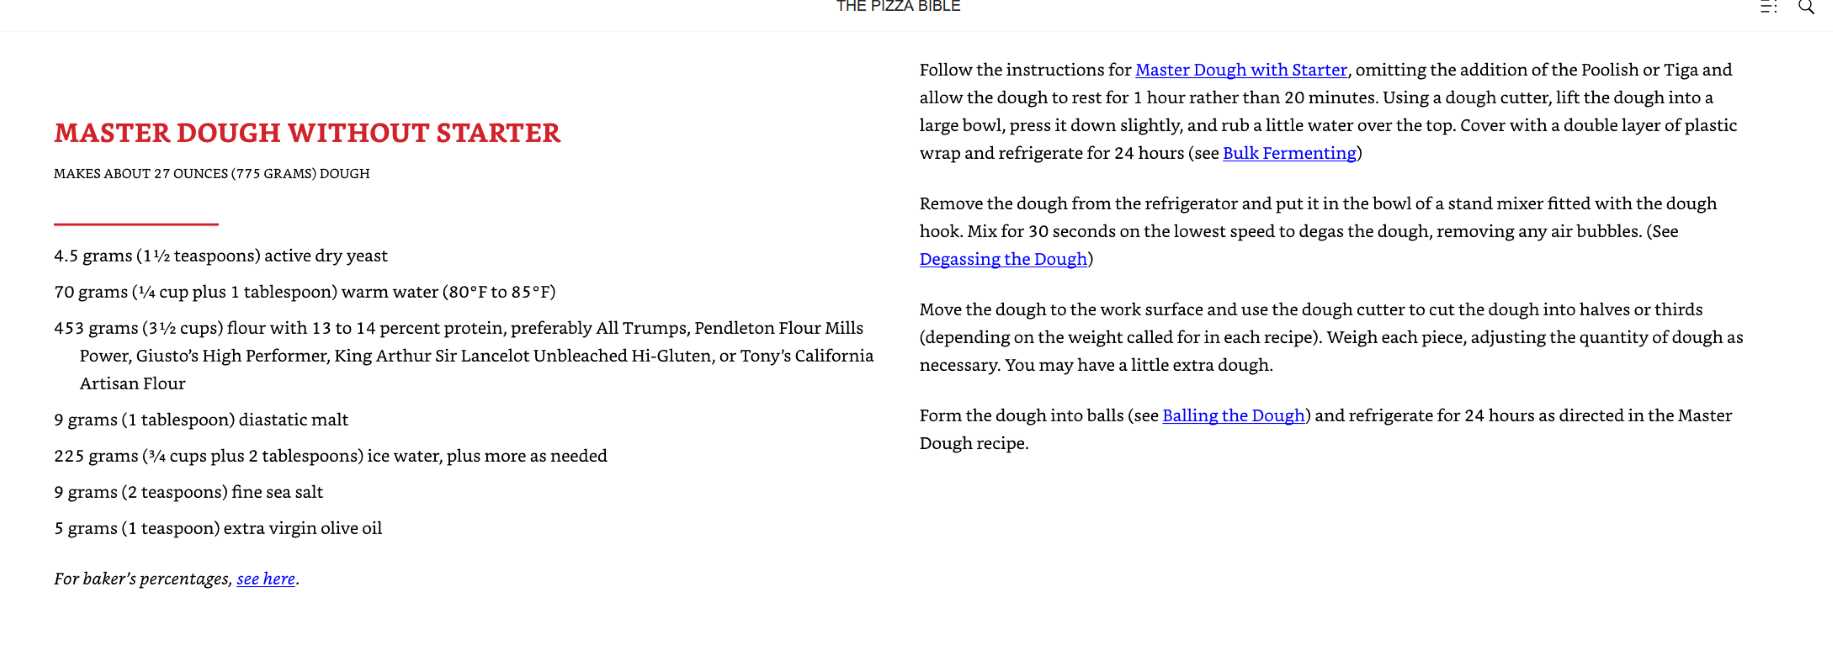 THE PIZZA BIBLE
MASTER DOUGH WITHOUT STARTER
MAKES ABOUT 27 OUNCES (775 GRAMS) DOUGH
4.5 grams (1½ teaspoons) active dry yeast
70 grams (¼ cup plus 1 tablespoon) warm water (80°F to 85°F)
453 grams (3½ cups) flour with 13 to 14 percent protein, preferably All Trumps, Pendleton Flour Mills
Power, Giusto's High Performer, King Arthur Sir Lancelot Unbleached Hi-Gluten, or Tony's California
Artisan Flour
9 grams (1 tablespoon) diastatic malt
225 grams (¾ cups plus 2 tablespoons) ice water, plus more as needed
9 grams (2 teaspoons) fine sea salt
5 grams (1 teaspoon) extra virgin olive oil
For baker's percentages, see here.
Follow the instructions for Master Dough with Starter, omitting the addition of the Poolish or Tiga and
allow the dough to rest for 1 hour rather than 20 minutes. Using a dough cutter, lift the dough into a
large bowl, press it down slightly, and rub a little water over the top. Cover with a double layer of plastic
wrap and refrigerate for 24 hours (see Bulk Fermenting)
Remove the dough from the refrigerator and put it in the bowl of a stand mixer fitted with the dough
hook. Mix for 30 seconds on the lowest speed to degas the dough, removing any air bubbles. (See
Degassing the Dough)
Move the dough to the work surface and use the dough cutter to cut the dough into halves or thirds
(depending on the weight called for in each recipe). Weigh each piece, adjusting the quantity of dough as
necessary. You may have a little extra dough.
Form the dough into balls (see Balling the Dough) and refrigerate for 24 hours as directed in the Master
Dough recipe.